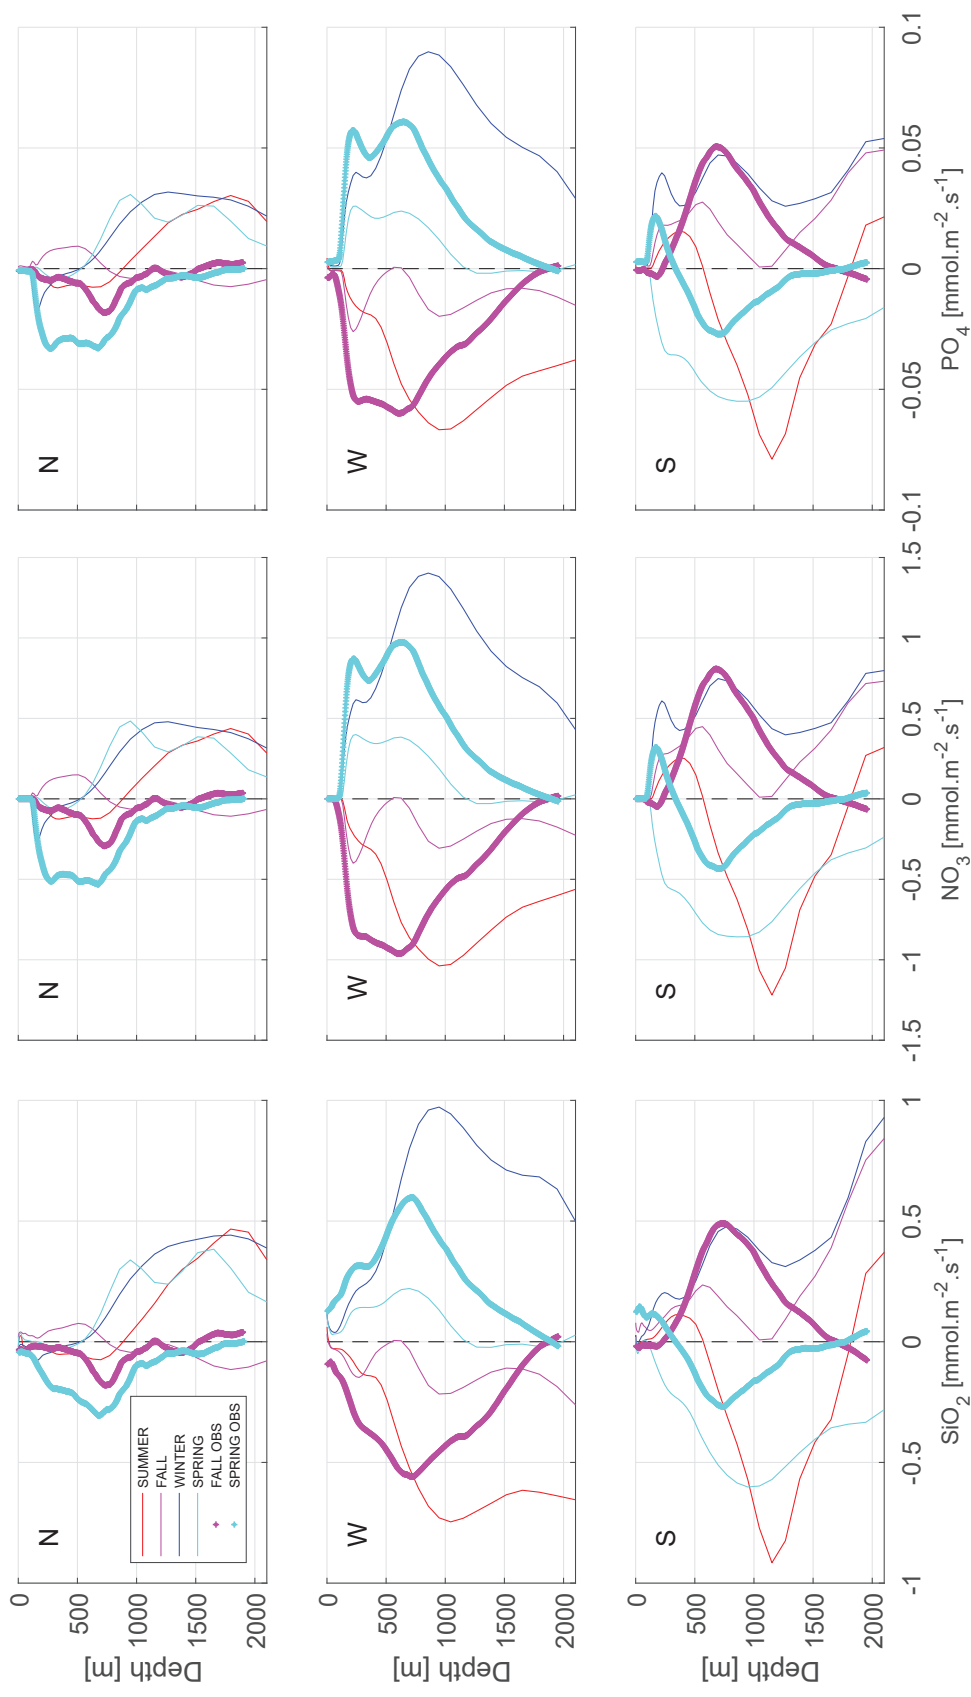 N
N
N
SUMMER
FALL
WINTER
SPRING
FALL OBS
SPRING OBS
0
500
1000
1500
2000
Depth [m]
W
W
W
0
500
1000
1500
2000
Depth [m]
S
S
S
0
500
1000
1500
2000
Depth [m]
-1 -0.5 0 0.5 1
SiO2 [mmol.m-2.s-1]
-1.5 -1 -0.5 0 0.5 1 1.5
NO3 [mmol.m-2.s-1]
-0.1 -0.05 0 0.05 0.1
PO4 [mmol.m-2.s-1]